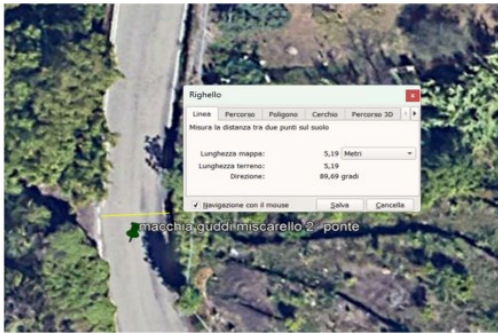 Righello
Linea Percorso Poligono Cerchio Percorso 3D
Misura la distanza tra due punti sul suolo
Lunghezza mappa: 5,19 Metri
Lunghezza terreno: 5,19
Direzione: 89,69 gradi
Navigazione con il mouse Salva Cancella
macchia guddi miscarello 2° ponte